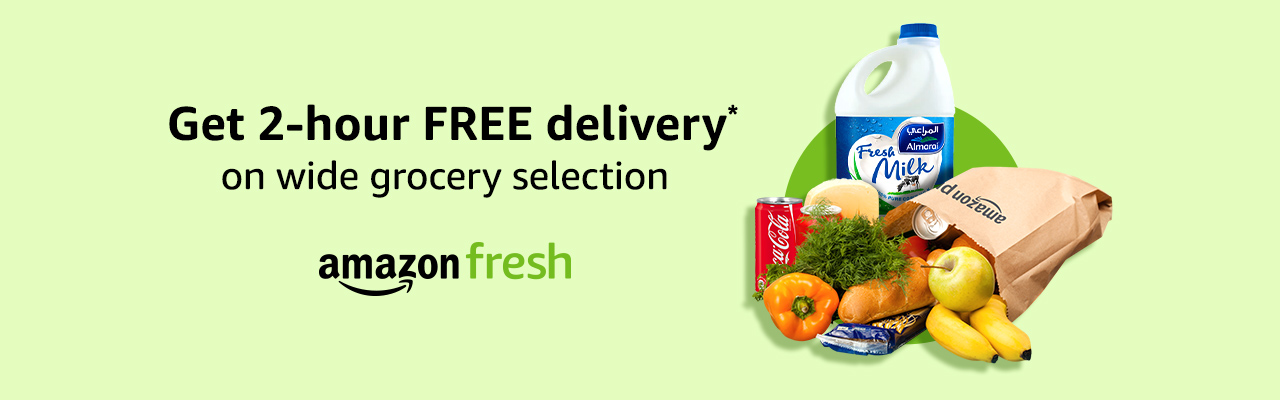 Get 2-hour FREE delivery*
on wide grocery selection
amazon fresh
المراعي
Almarai
Fresh
Milk
Coca-Cola
amazon